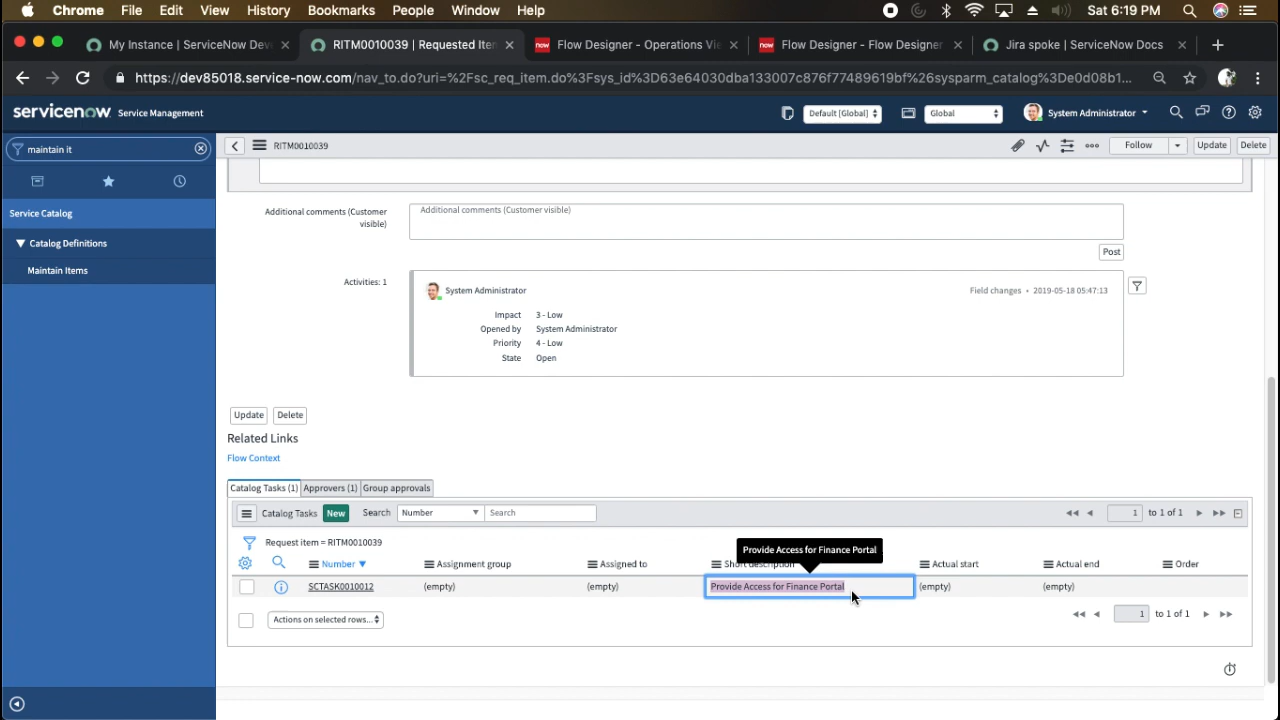 Chrome File Edit View History Bookmarks People Window Help Sat 6:19 PM
My Instance | ServiceNow Dev RITM0010039 | Requested Item Flow Designer - Operations Vie Flow Designer - Flow Designer Jira spoke | ServiceNow Docs
https://dev85018.service-now.com/nav_to.do?uri=%2Fsc_req_item.do%3Fsys_id%3D63e64030dba133007c876f77489619bf%26sysparm_catalog%3De0d08b1...
servicenow Service Management Default [Global] Global System Administrator
maintain it
RITM0010039 Follow Update Delete
Service Catalog
Catalog Definitions
Maintain Items
Additional comments (Customer visible)
Additional comments (Customer visible)
Post
Activities: 1
System Administrator Field changes • 2019-05-18 05:47:13
Impact 3 - Low
Opened by System Administrator
Priority 4 - Low
State Open
Update Delete
Related Links
Flow Context
Catalog Tasks (1) Approvers (1) Group approvals
Catalog Tasks New Search Number Search 1 to 1 of 1
Request item = RITM0010039
Provide Access for Finance Portal
Number Assignment group Assigned to Short description Actual start Actual end Order
SCTASK0010012 (empty) (empty) Provide Access for Finance Portal (empty) (empty)
Actions on selected rows... 1 to 1 of 1